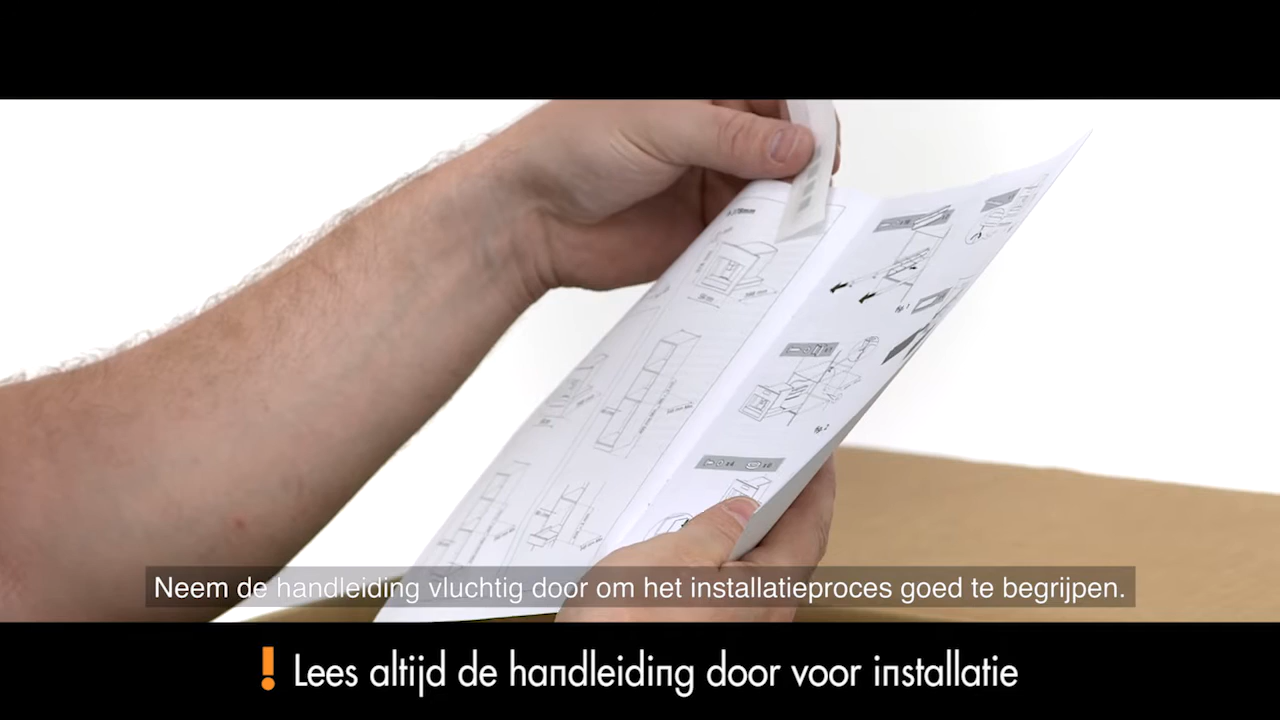 Neem de handleiding vluchtig door om het installatieproces goed te begrijpen.
! Lees altijd de handleiding door voor installatie